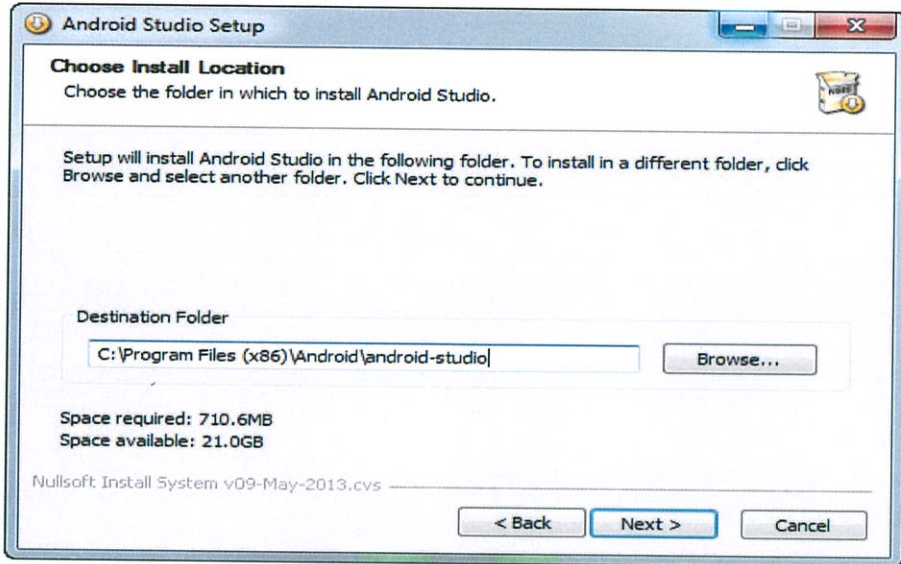 Android Studio Setup
Choose Install Location
Choose the folder in which to install Android Studio.
Setup will install Android Studio in the following folder. To install in a different folder, click
Browse and select another folder. Click Next to continue.
Destination Folder
C:\Program Files (x86)\Android\android-studio
Browse...
Space required: 710.6MB
Space available: 21.0GB
Nullsoft Install System v09-May-2013.cvs
< Back
Next >
Cancel